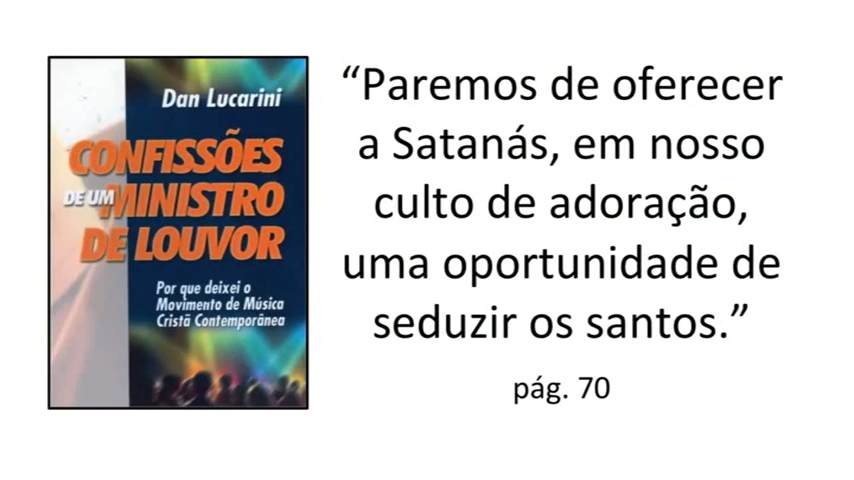 Dan Lucarini
CONFISSÕES
DE UM MINISTRO
DE LOUVOR
Por que deixei o
Movimento de Música
Cristã Contemporânea
“Paremos de oferecer
a Satanás, em nosso
culto de adoração,
uma oportunidade de
seduzir os santos.”
pág. 70